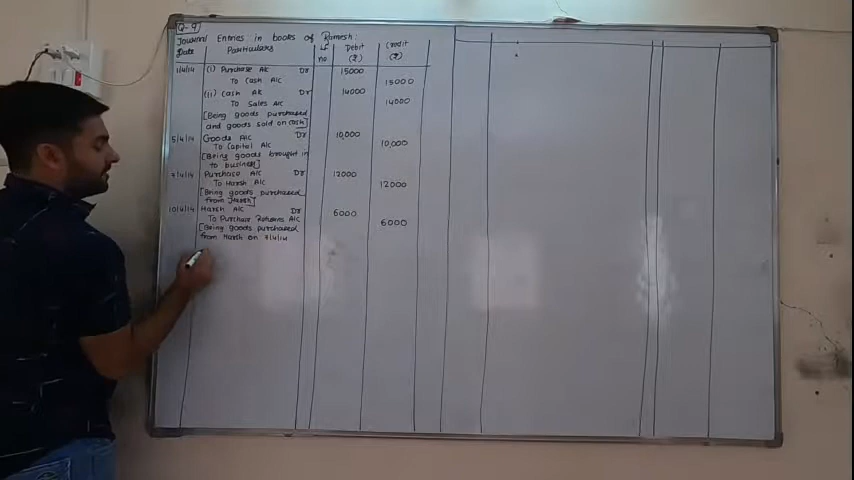 Q-9
Journal Entries in books of Ramesh:
Date Particulars lf no Debit (₹) Credit (₹)
1/4/14 (i) Purchase A/C Dr 15000
To Cash A/C 15000
(ii) Cash A/C Dr 14000
To Sales A/C 14000
[Being goods purchased
and goods sold on cash]
5/4/14 Goods A/C Dr 10,000
To Capital A/C 10,000
[Being goods brought in
to business]
7/4/14 Purchase A/C Dr 12000
To Harsh A/C 12000
[Being goods purchased
from Harsh]
10/4/14 Harsh A/C Dr 6000
To Purchase Returns A/C 6000
[Being goods purchased
from Harsh on 7/4/14